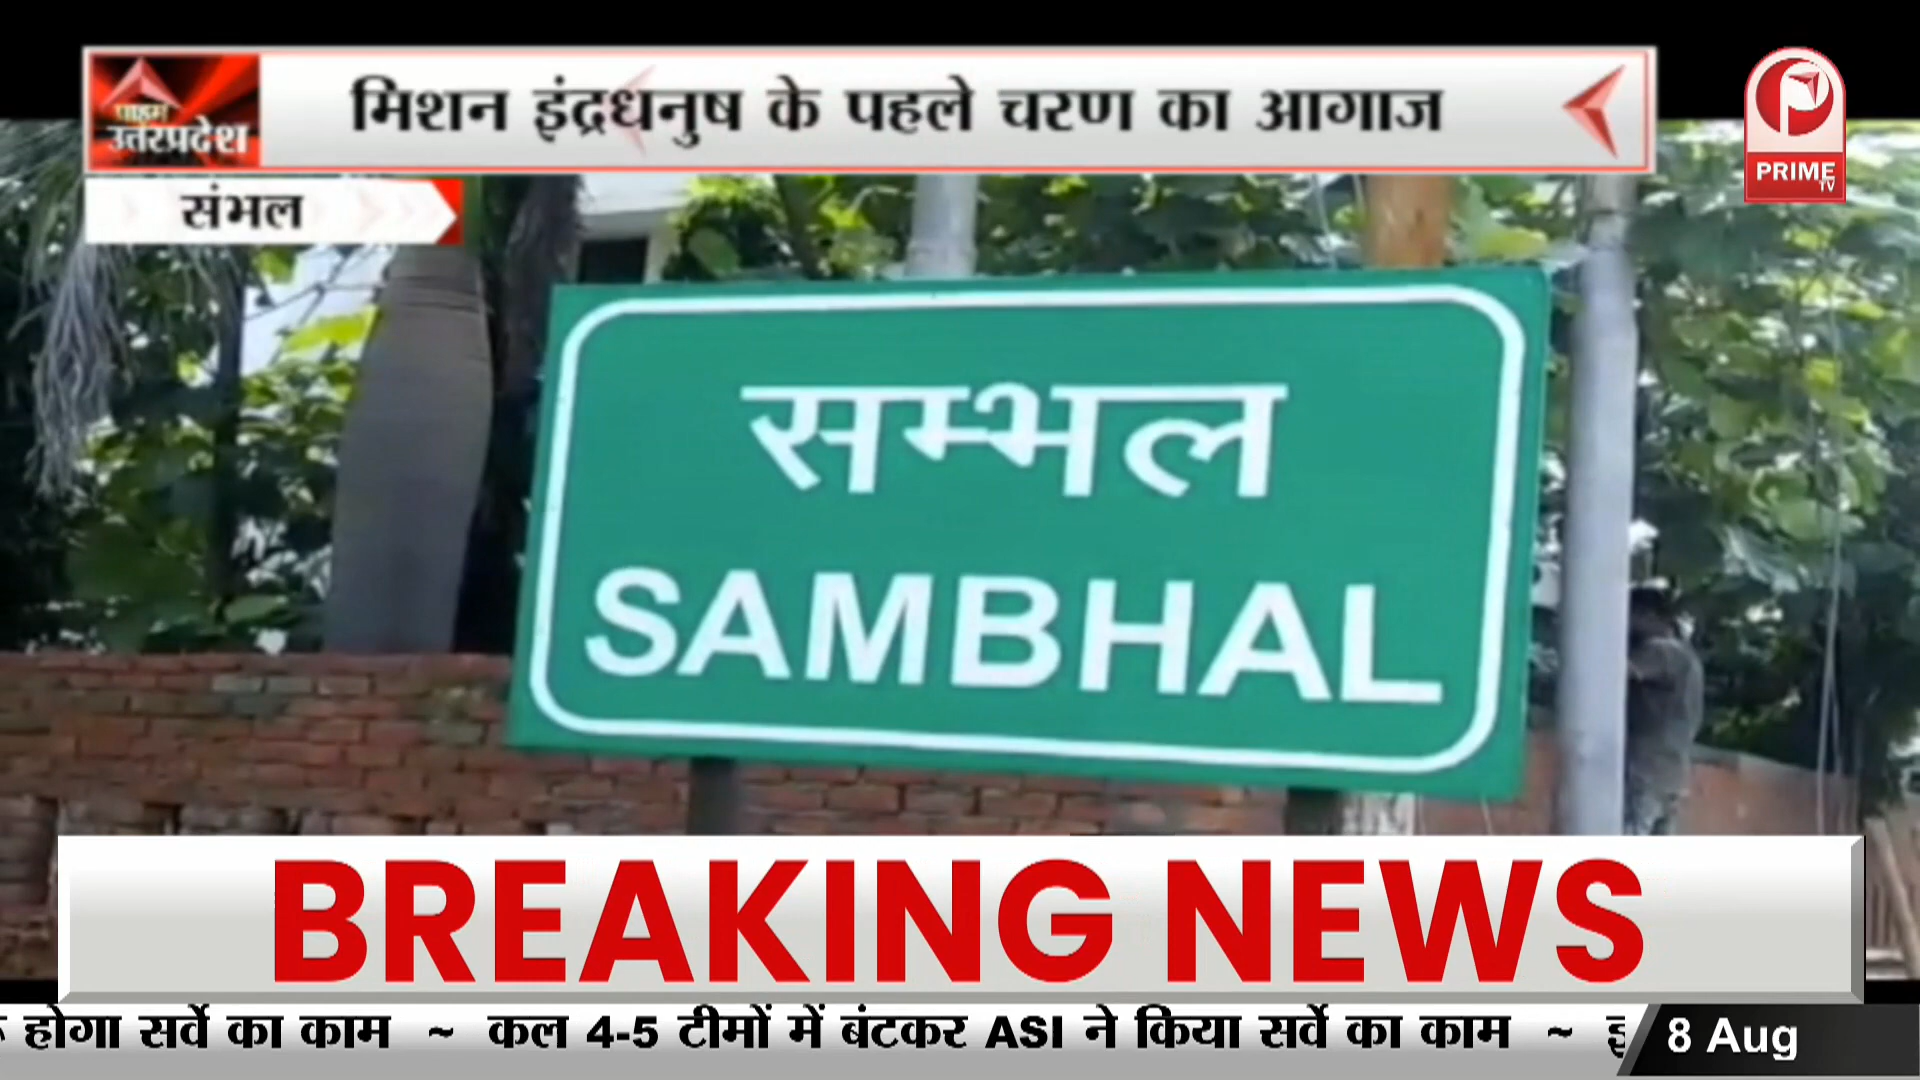 मिशन इंद्रधनुष के पहले चरण का आगाज
प्राइम
उत्तरप्रदेश
PRIME
TV
संभल
सम्भल
SAMBHAL
BREAKING NEWS
होगा सर्वे का काम ~ कल 4-5 टीमों में बंटकर ASI ने किया सर्वे का काम ~
8 Aug